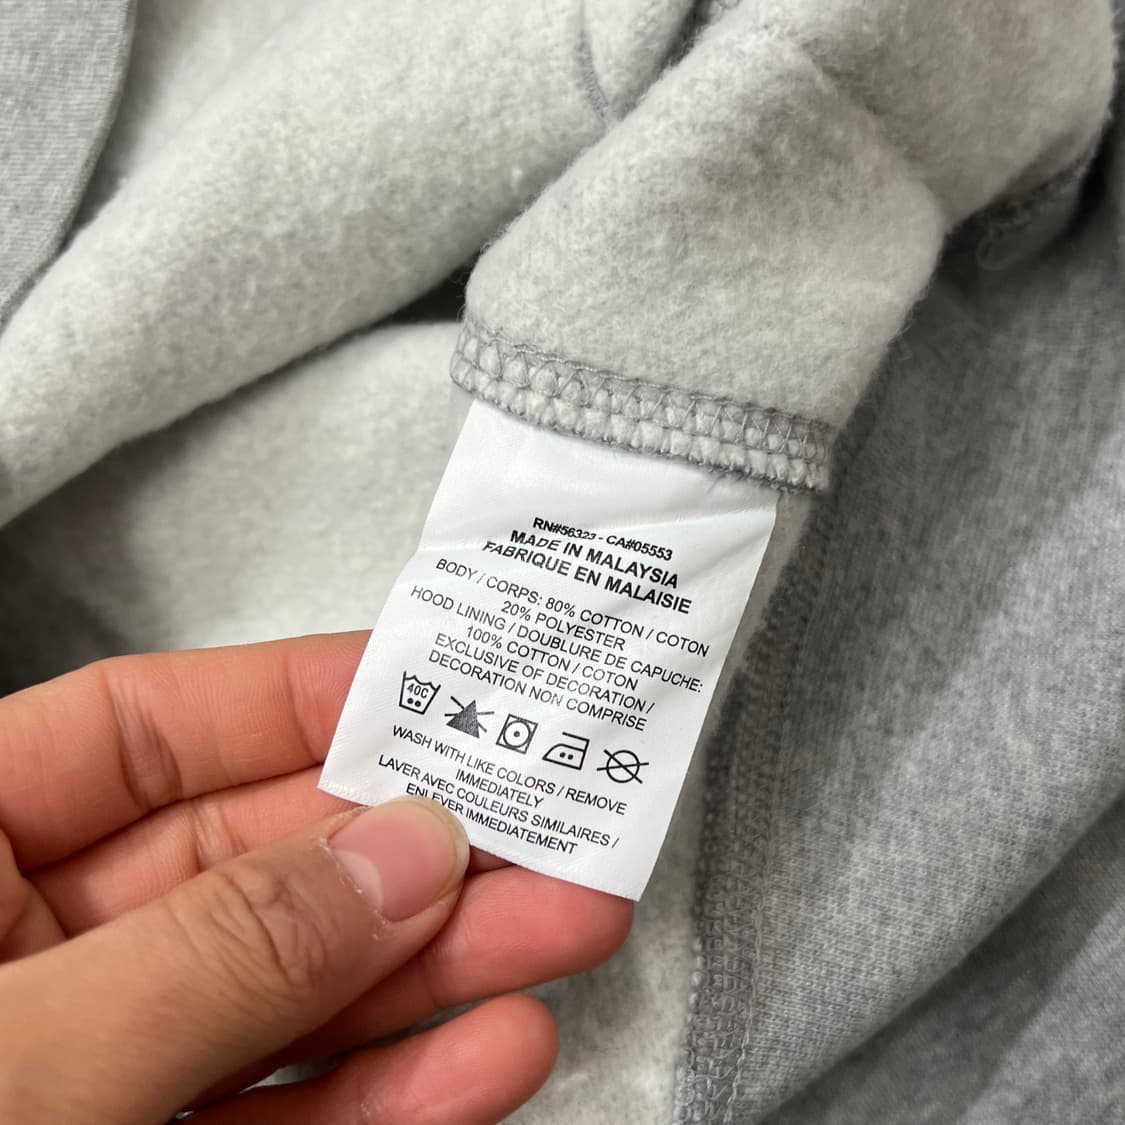 RN#56323 - CA#05553
MADE IN MALAYSIA
FABRIQUE EN MALAISIE
BODY / CORPS: 80% COTTON / COTON
20% POLYESTER
HOOD LINING / DOUBLURE DE CAPUCHE:
100% COTTON / COTON
EXCLUSIVE OF DECORATION /
DECORATION NON COMPRISE
40C
WASH WITH LIKE COLORS / REMOVE
IMMEDIATELY
LAVER AVEC COULEURS SIMILAIRES /
ENLEVER IMMEDIATEMENT